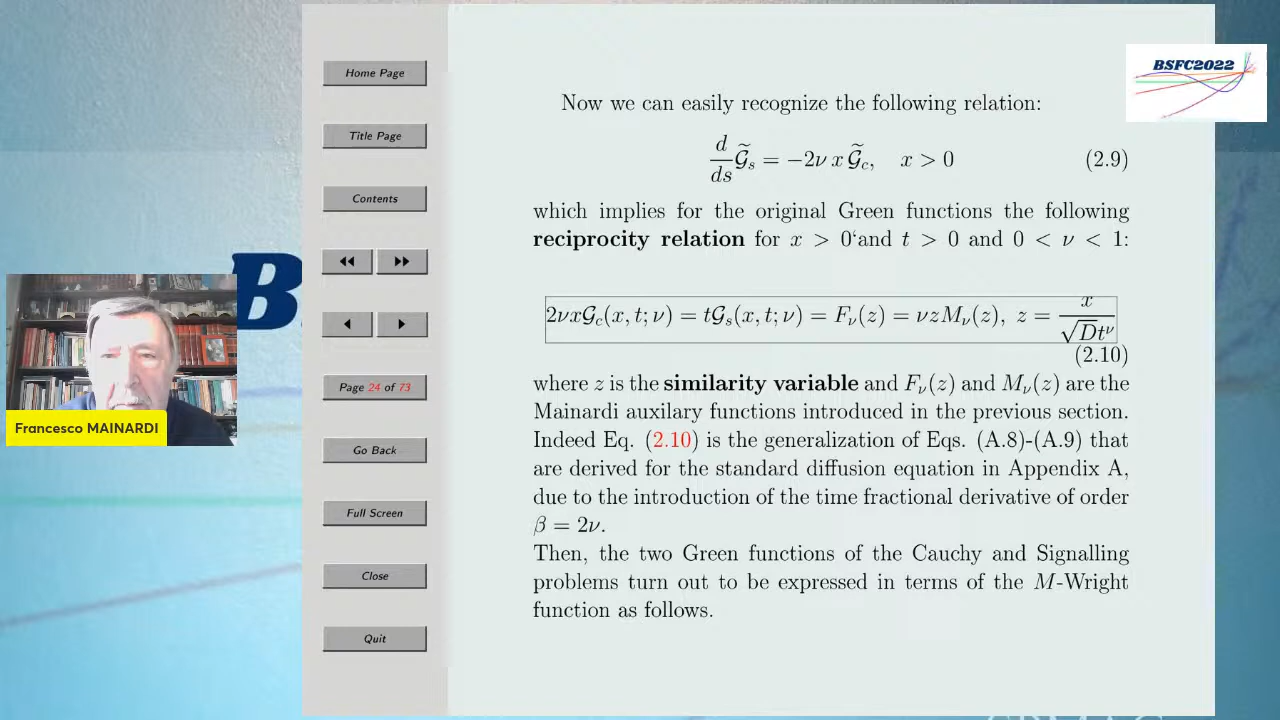 BSFC2022
Home Page
Title Page
Contents
Page 24 of 73
Go Back
Full Screen
Close
Quit
Francesco MAINARDI
Now we can easily recognize the following relation:
d/ds 𝒢̃ₛ = −2ν x 𝒢̃_c, x > 0 (2.9)
which implies for the original Green functions the following
reciprocity relation for x > 0‘and t > 0 and 0 < ν < 1:
2νx𝒢_c(x, t; ν) = t𝒢ₛ(x, t; ν) = F_ν(z) = νzM_ν(z), z = x/(√D t^ν)
(2.10)
where z is the similarity variable and F_ν(z) and M_ν(z) are the
Mainardi auxilary functions introduced in the previous section.
Indeed Eq. (2.10) is the generalization of Eqs. (A.8)-(A.9) that
are derived for the standard diffusion equation in Appendix A,
due to the introduction of the time fractional derivative of order
β = 2ν.
Then, the two Green functions of the Cauchy and Signalling
problems turn out to be expressed in terms of the M-Wright
function as follows.